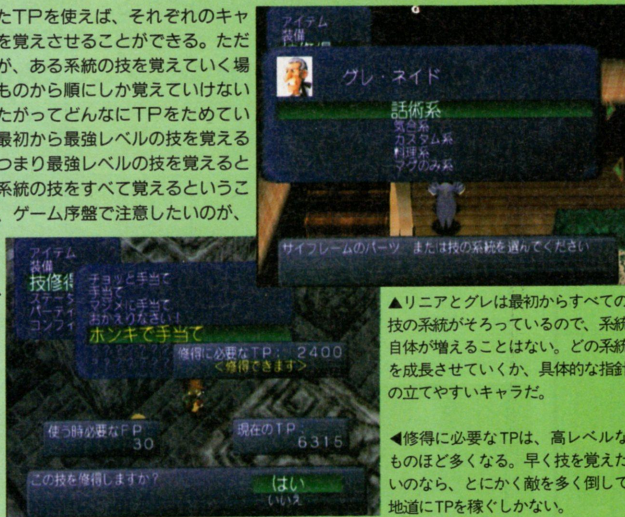 たTPを使えば、それぞれのキャ
を覚えさせることができる。ただ
が、ある系統の技を覚えていく場
ものから順にしか覚えていけない
たがってどんなにTPをためてい
最初から最強レベルの技を覚える
つまり最強レベルの技を覚えると
系統の技をすべて覚えるというこ
、ゲーム序盤で注意したいのが、
アイテム
装備
グレ・ネイド
話術系
気合系
カスタム系
料理系
マグのみ系
サイフレームのパーツ または技の系統を選んでください
アイテム
装備
技修得
ステータ
パーティ
コンフィ
チョッと手当て
手当て
マジメに手当て
おかえりなさい!
ホンキで手当て
修得に必要なTP: 2400
<修得できます>
使う時必要なFP
30
現在のTP:
6315
この技を修得しますか?
はい
いいえ
▲リニアとグレは最初からすべての
技の系統がそろっているので、系統
自体が増えることはない。どの系統
を成長させていくか、具体的な指針
の立てやすいキャラだ。
◀修得に必要なTPは、高レベルな
ものほど多くなる。早く技を覚えた
いのなら、とにかく敵を多く倒して
地道にTPを稼ぐしかない。